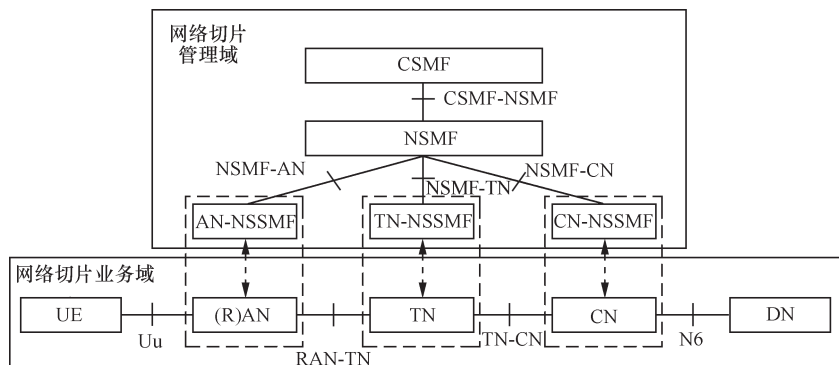 网络切片
管理域
CSMF
CSMF-NSMF
NSMF
NSMF-AN
NSMF-TN
NSMF-CN
AN-NSSMF
TN-NSSMF
CN-NSSMF
网络切片业务域
UE
(R)AN
TN
CN
DN
Uu
RAN-TN
TN-CN
N6